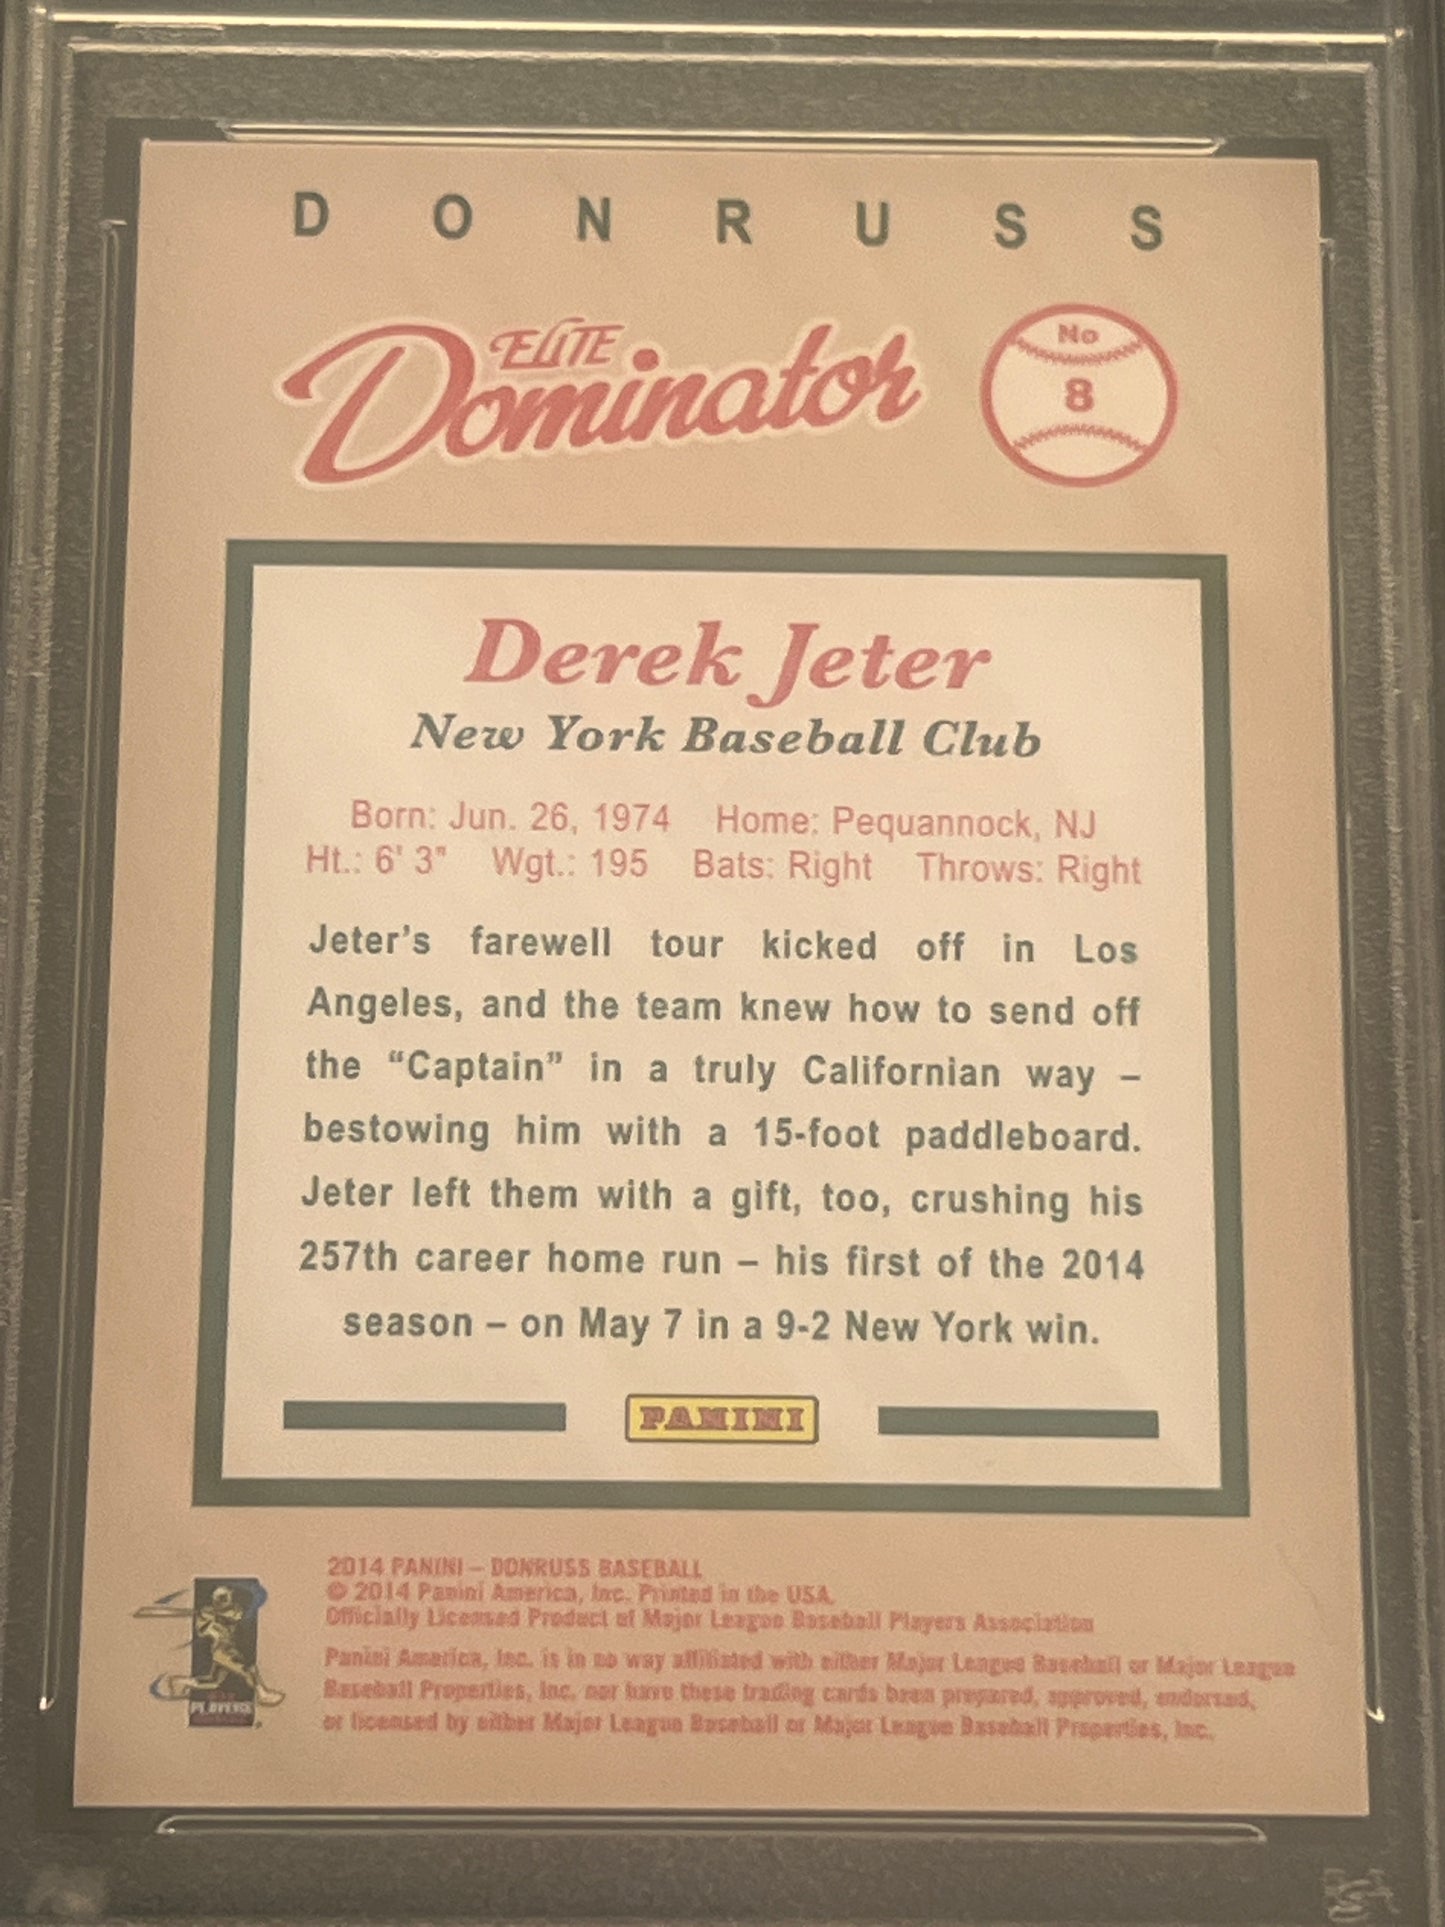 DONRUSS
ELITE
Dominator
No
8
Derek Jeter
New York Baseball Club
Born: Jun. 26, 1974 Home: Pequannock, NJ
Ht.: 6' 3" Wgt.: 195 Bats: Right Throws: Right
Jeter’s farewell tour kicked off in Los
Angeles, and the team knew how to send off
the “Captain” in a truly Californian way –
bestowing him with a 15-foot paddleboard.
Jeter left them with a gift, too, crushing his
257th career home run – his first of the 2014
season – on May 7 in a 9-2 New York win.
PANINI
2014 PANINI – DONRUSS BASEBALL
© 2014 Panini America, Inc. Printed in the USA.
Officially Licensed Product of Major League Baseball Players Association
Panini America, Inc. is in no way affiliated with either Major League Baseball or Major League
Baseball Properties, Inc. nor have these trading cards been prepared, approved, endorsed,
or licensed by either Major League Baseball or Major League Baseball Properties, Inc.
PLAYERS